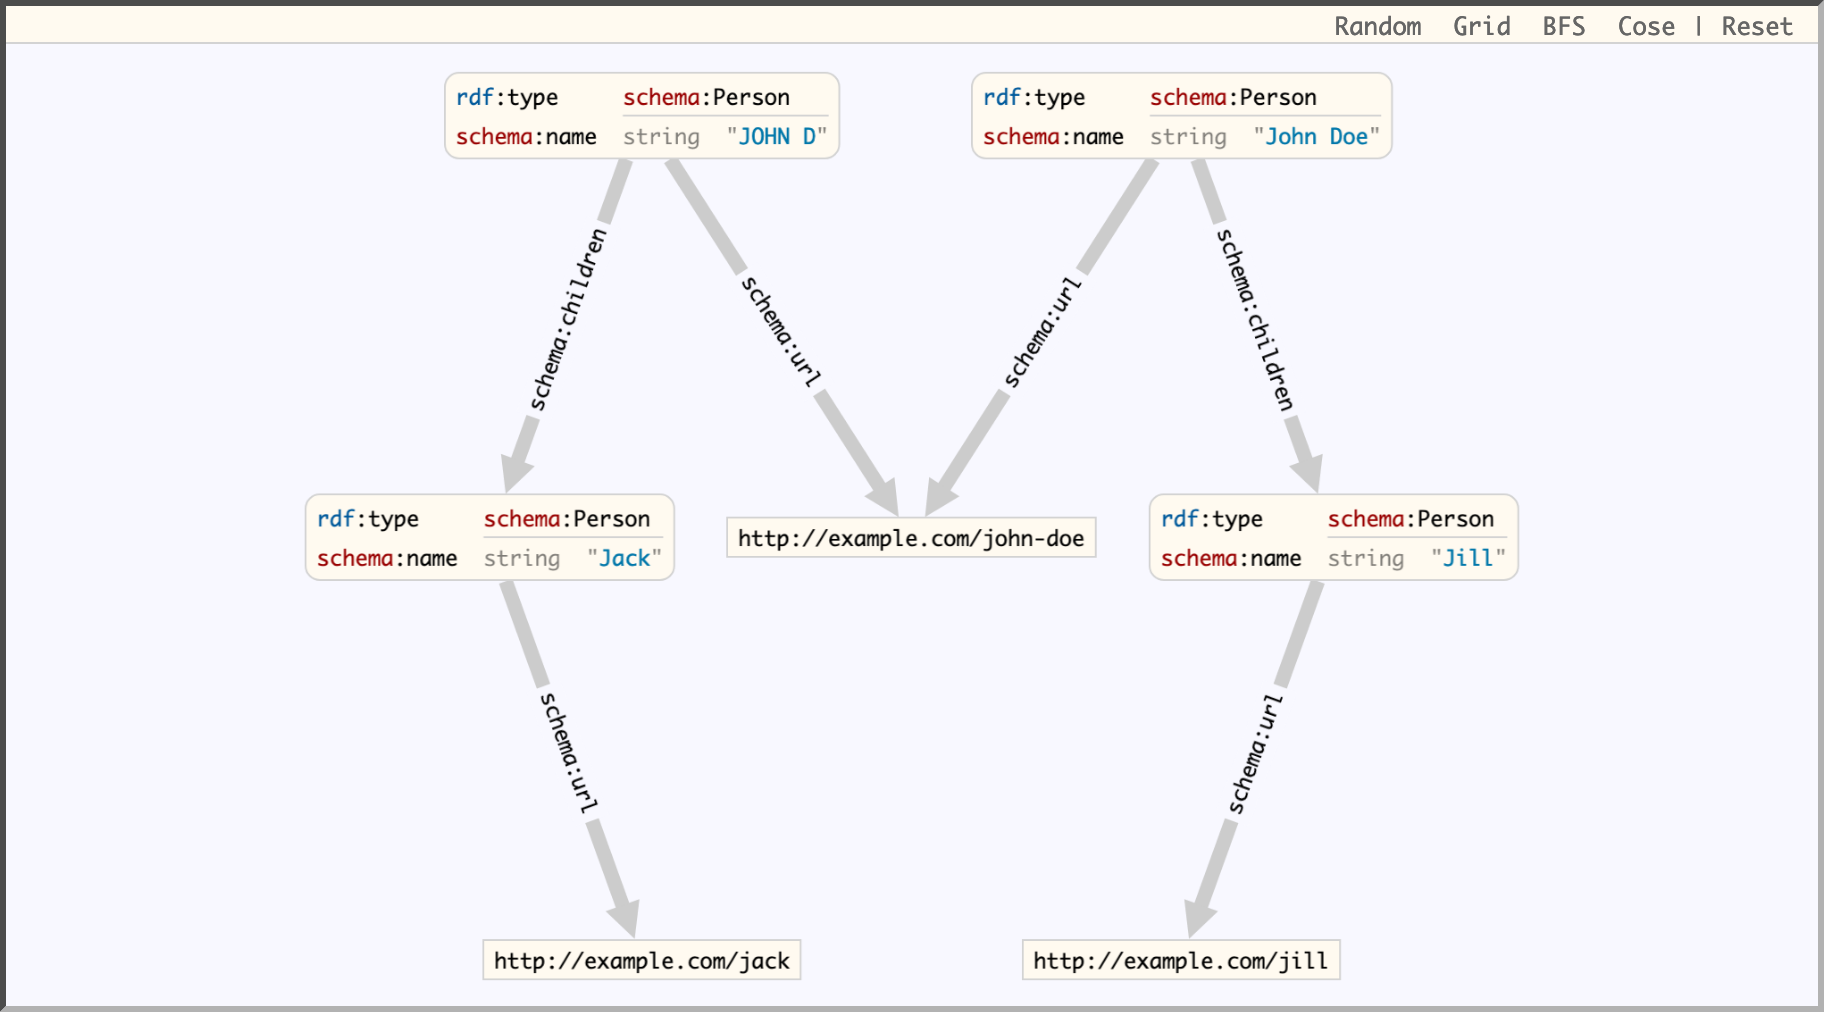 Random Grid BFS Cose | Reset
rdf:type schema:Person
schema:name string "JOHN D"
rdf:type schema:Person
schema:name string "John Doe"
schema:children
schema:url
schema:url
schema:children
rdf:type schema:Person
schema:name string "Jack"
http://example.com/john-doe
rdf:type schema:Person
schema:name string "Jill"
schema:url
schema:url
http://example.com/jack
http://example.com/jill